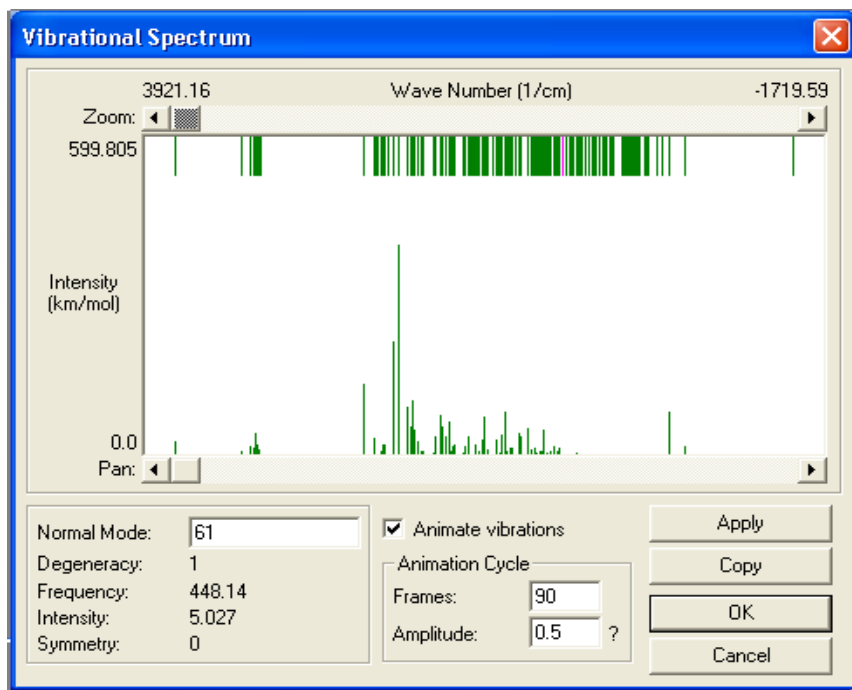 Vibrational Spectrum
3921.16 Wave Number (1/cm) -1719.59
Zoom:
599.805
Intensity
(km/mol)
0.0
Pan:
Normal Mode: 61
Degeneracy: 1
Frequency: 448.14
Intensity: 5.027
Symmetry: 0
Animate vibrations
Animation Cycle
Frames: 90
Amplitude: 0.5 ?
Apply
Copy
OK
Cancel